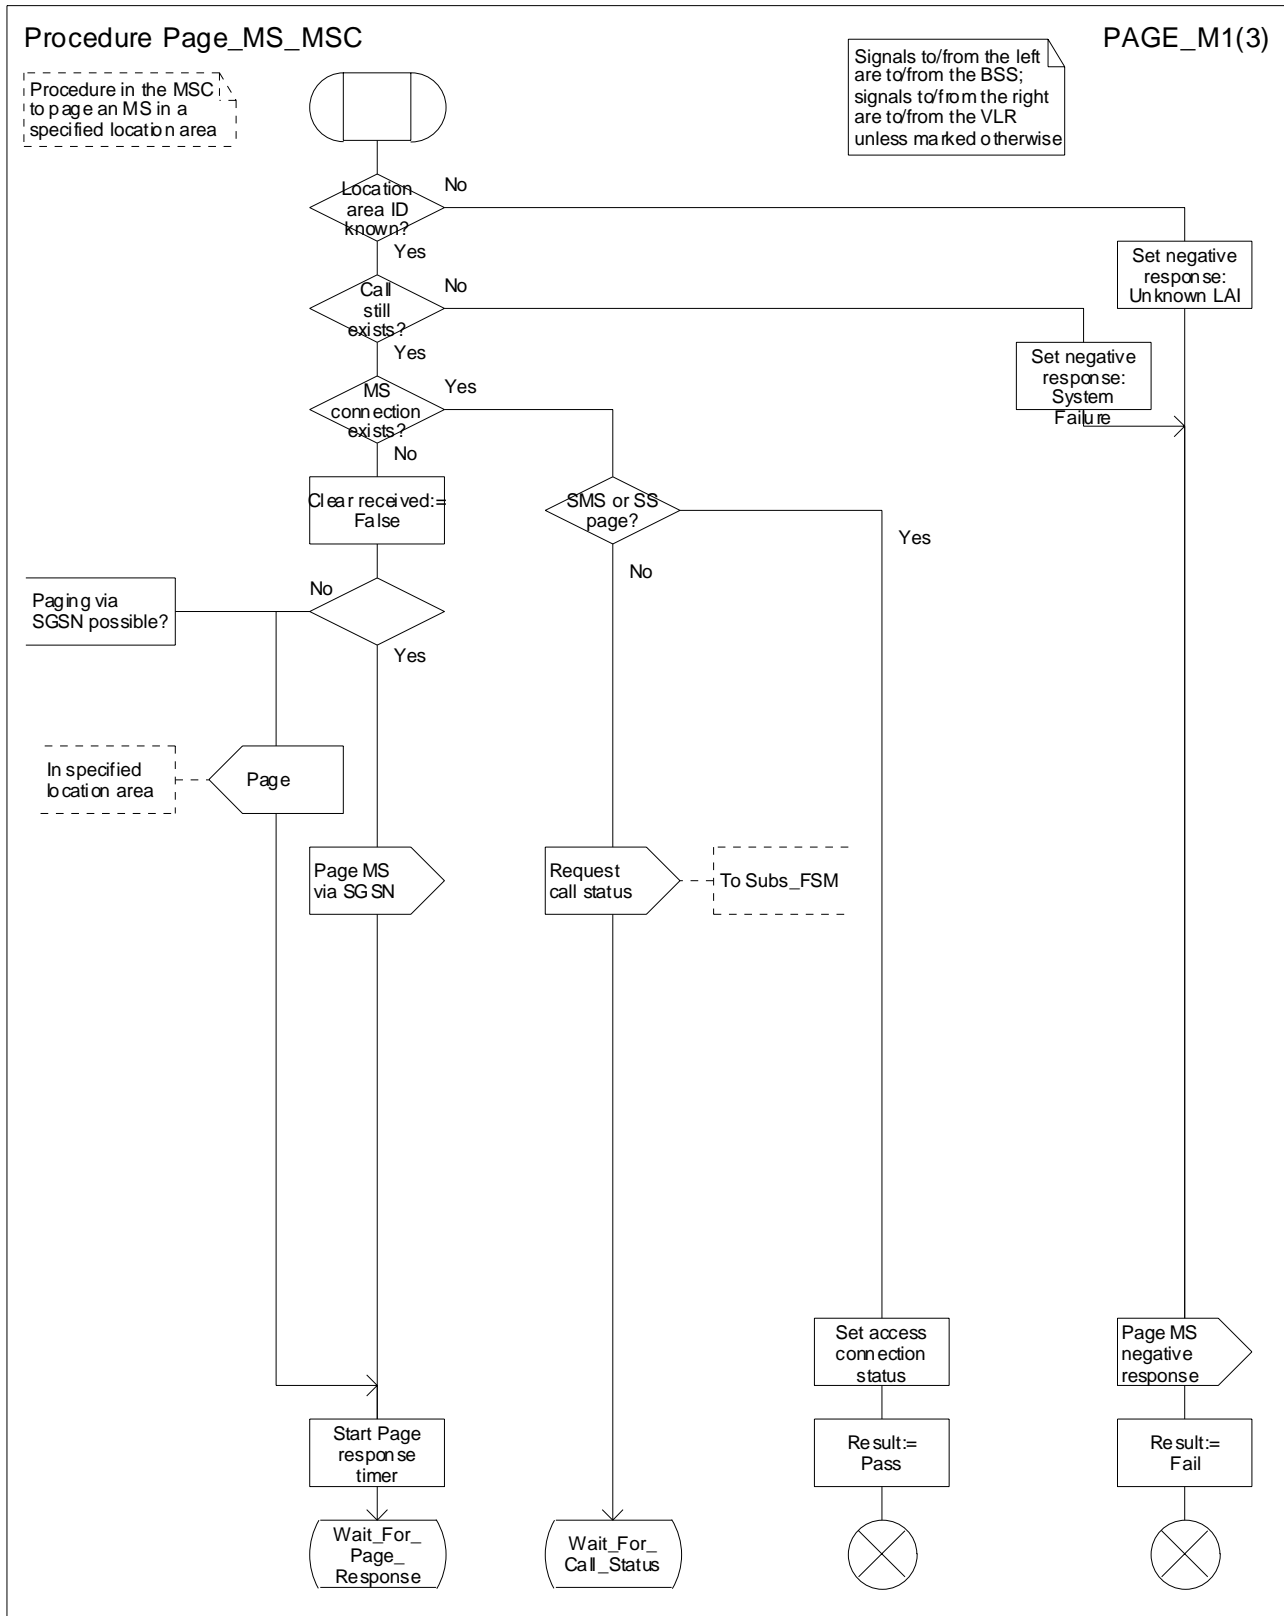 Procedure Page_MS_MSC
PAGE_M1(3)
Procedure in the MSC
to page an MS in a
specified location area
Signals to/from the left
are to/from the BSS;
signals to/from the right
are to/from the VLR
unless marked otherwise
Location
area ID
known?
No
Yes
Set negative
response:
Unknown LAI
Call
still
exists?
No
Yes
Set negative
response:
System
Failure
MS
connection
exists?
Yes
No
Clear received:=
False
SMS or SS
page?
Yes
No
Paging via
SGSN possible?
No
Yes
In specified
location area
Page
Page MS
via SGSN
Request
call status
To Subs_FSM
Set access
connection
status
Page MS
negative
response
Start Page
response
timer
Result:=
Pass
Result:=
Fail
Wait_For_
Page_
Response
Wait_For_
Call_Status